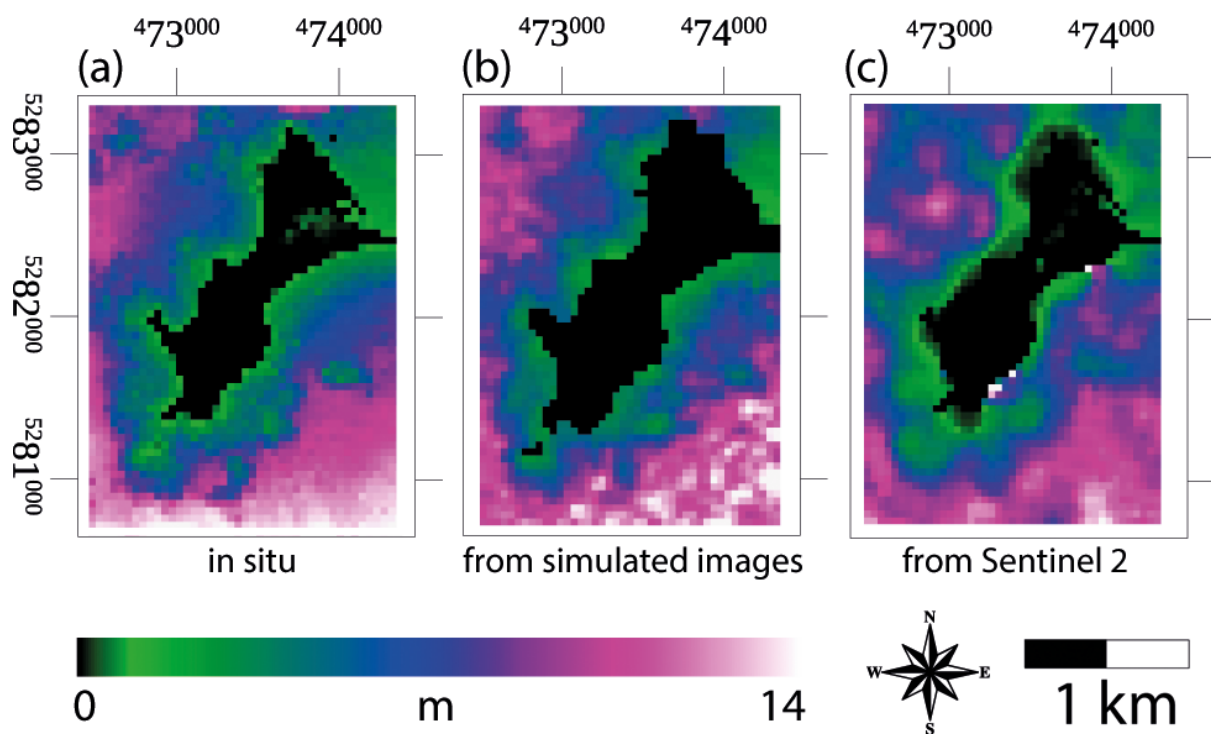 ⁴73⁰⁰⁰ ⁴74⁰⁰⁰ ⁴73⁰⁰⁰ ⁴74⁰⁰⁰ ⁴73⁰⁰⁰ ⁴74⁰⁰⁰
(a) (b) (c)
⁵²83⁰⁰⁰
⁵²82⁰⁰⁰
⁵²81⁰⁰⁰
in situ from simulated images from Sentinel 2
0 m 14
N
W E
S
1 km